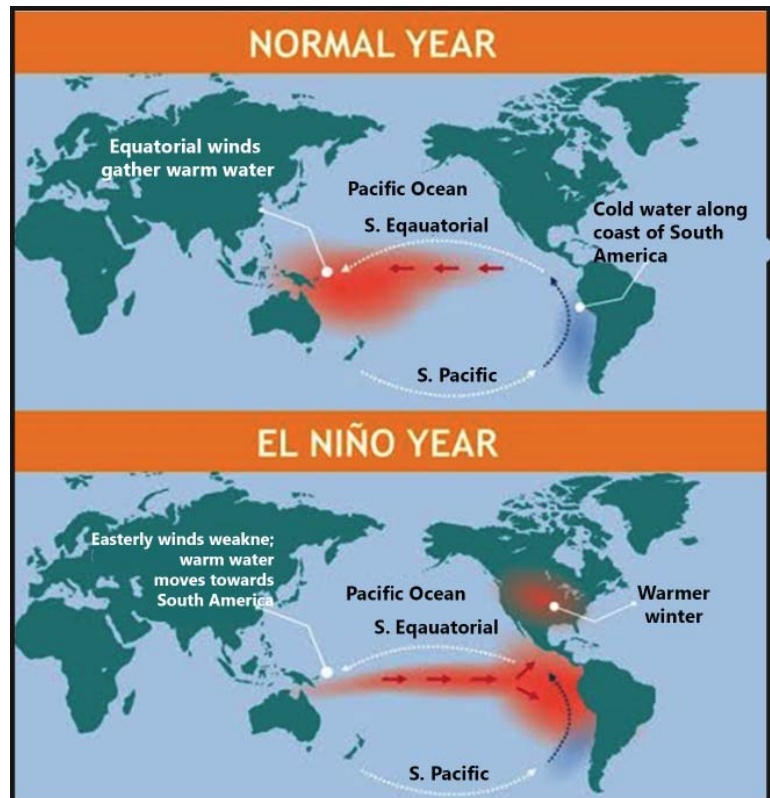 NORMAL YEAR
Equatorial winds
gather warm water
Pacific Ocean
S. Eqauatorial
Cold water along
coast of South
America
S. Pacific
EL NIÑO YEAR
Easterly winds weakne;
warm water
moves towards
South America
Pacific Ocean
S. Eqauatorial
Warmer
winter
S. Pacific